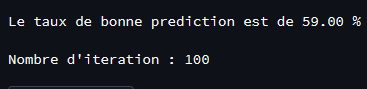 Le taux de bonne prediction est de 59.00 %
Nombre d'iteration : 100